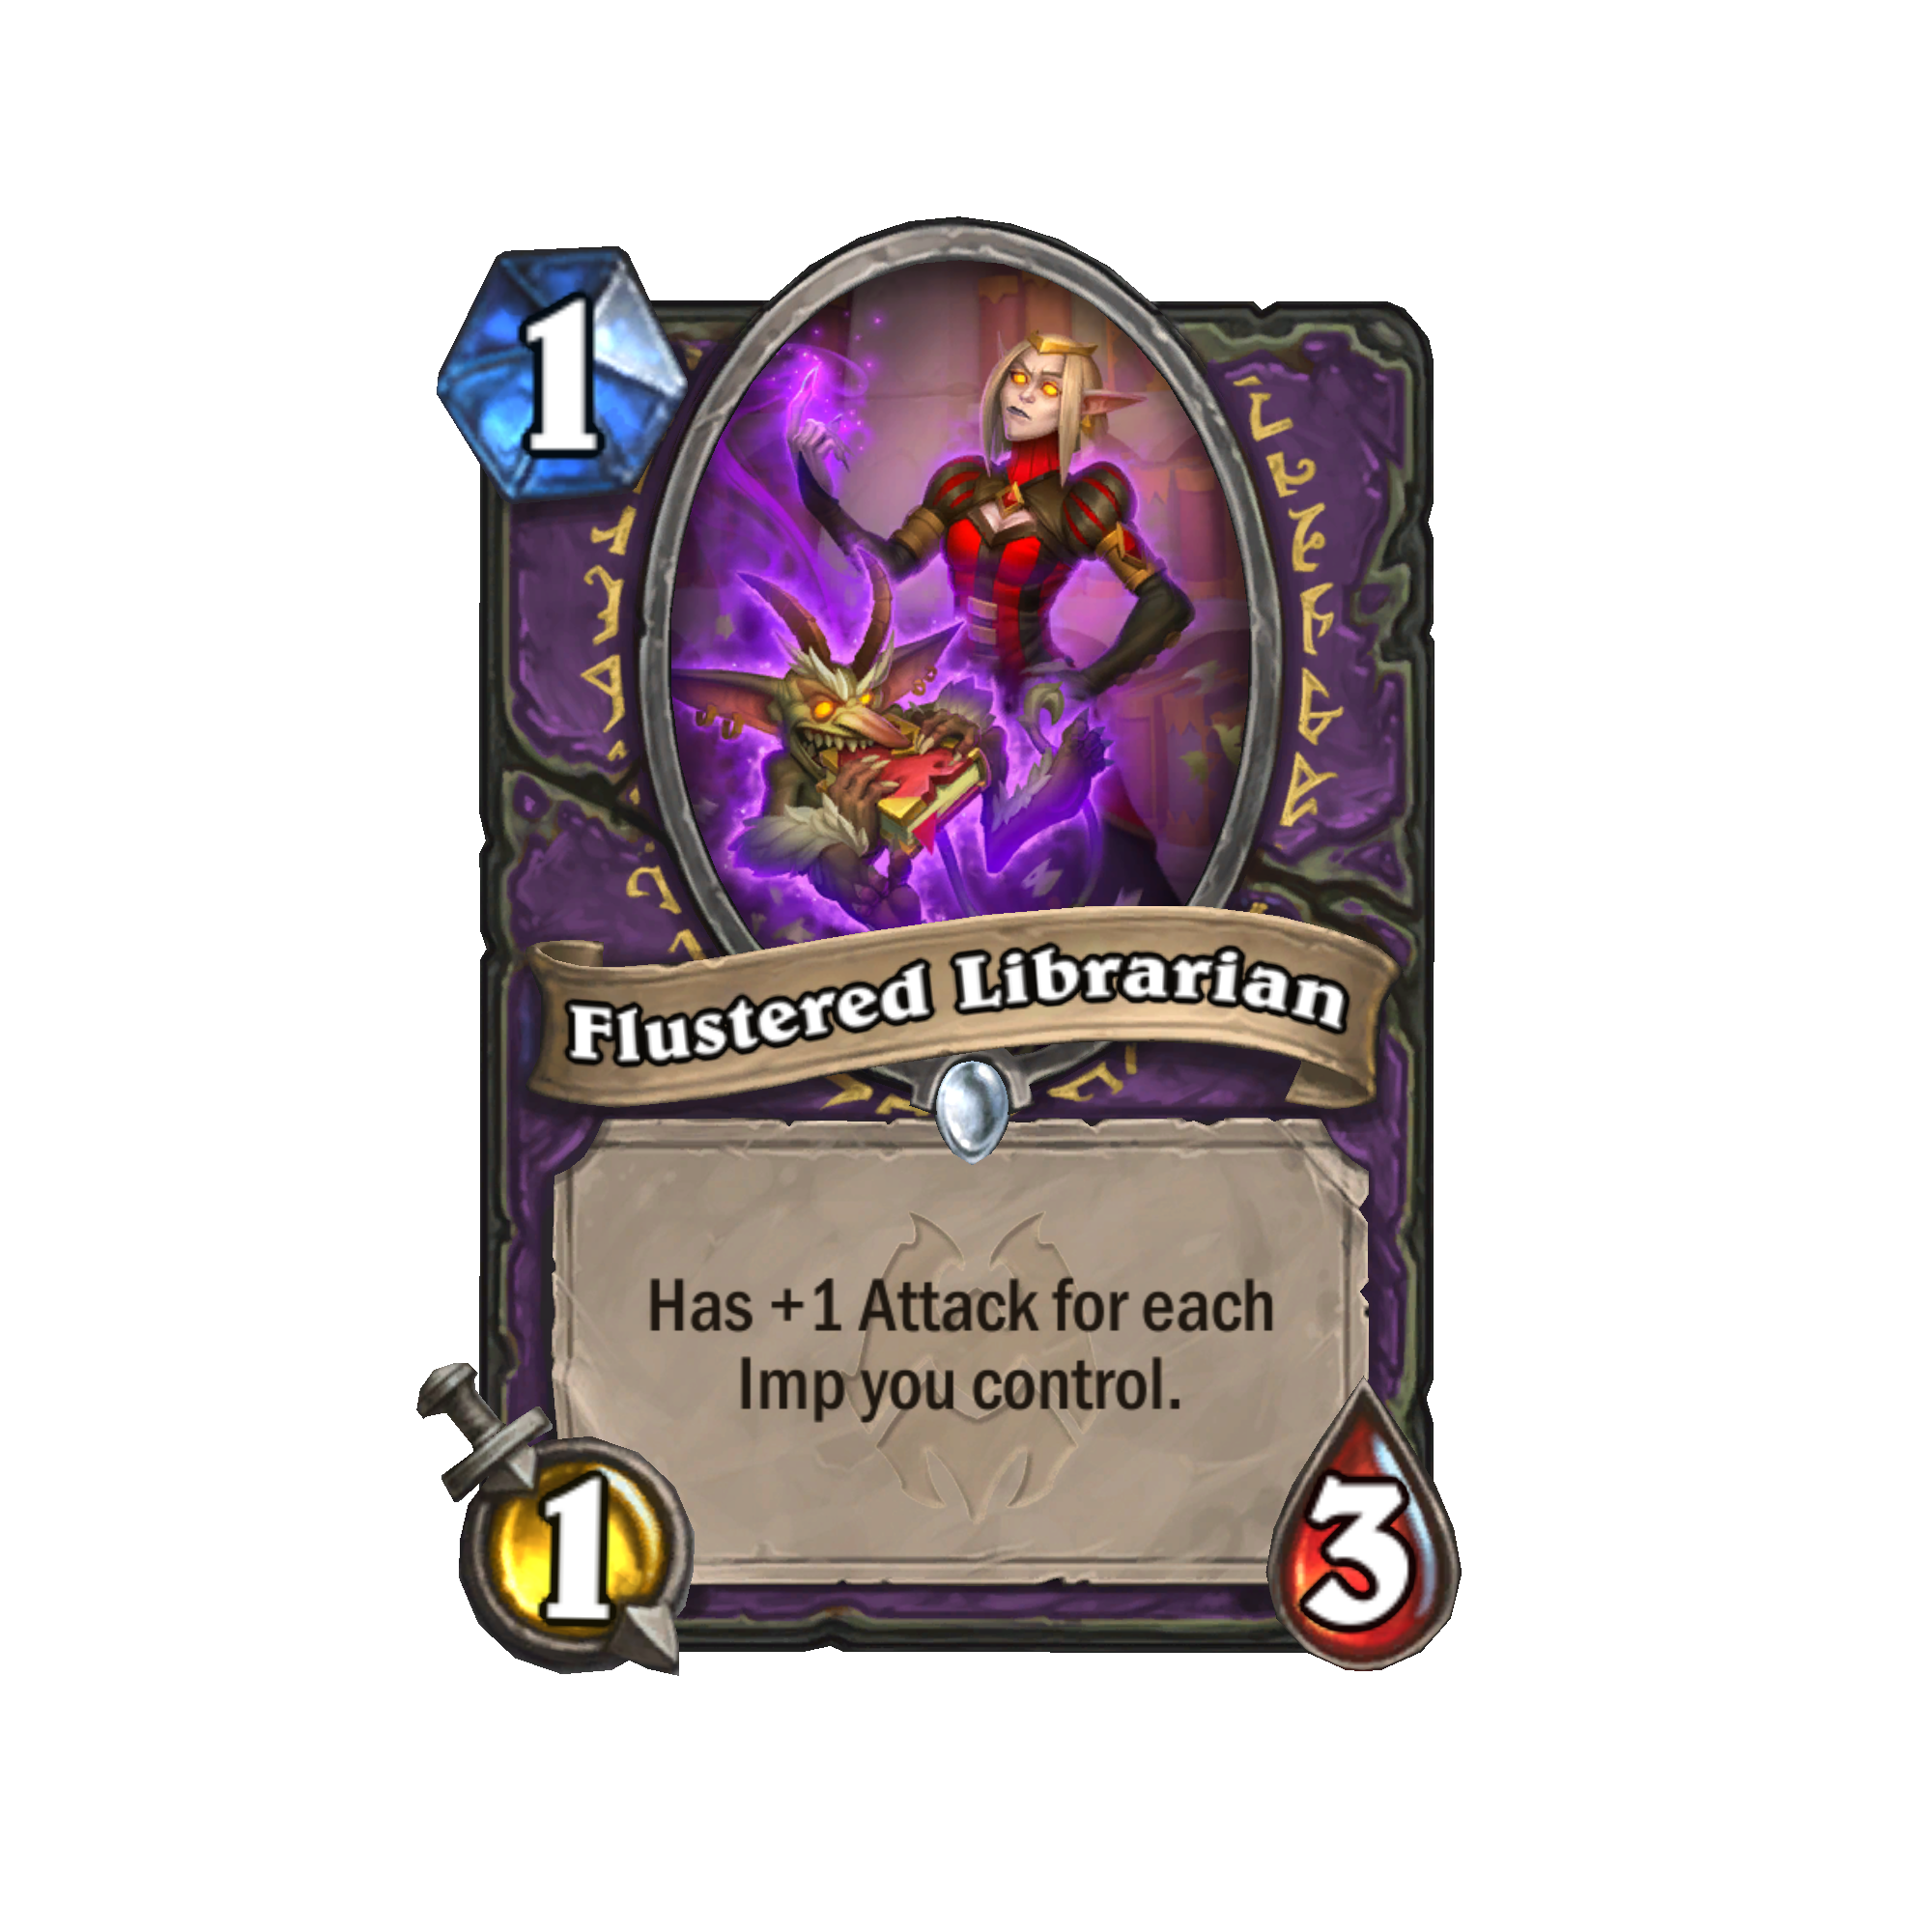 1
Flustered Librarian
Has +1 Attack for each
Imp you control.
1
3